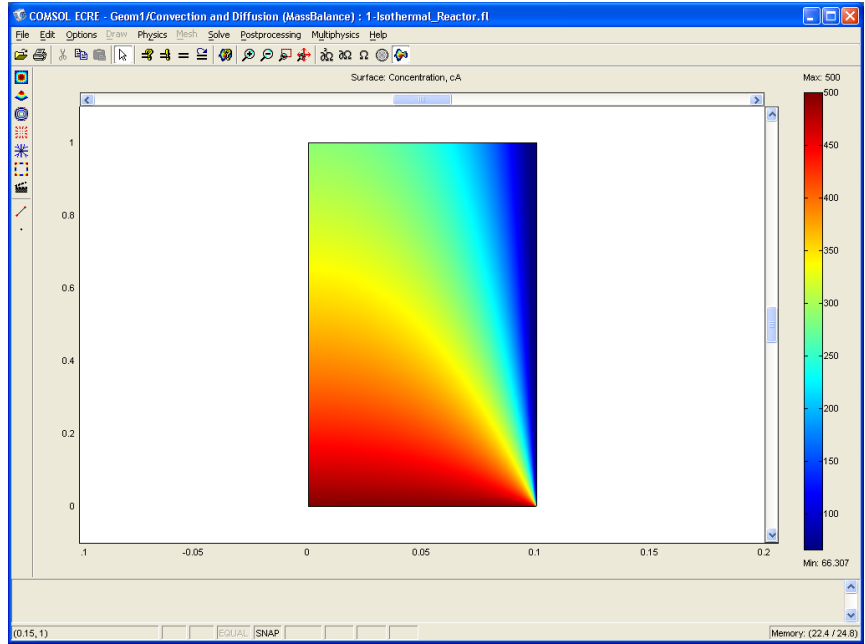 COMSOL ECRE - Geom1/Convection and Diffusion (MassBalance) : 1-Isothermal_Reactor.fl
File Edit Options Draw Physics Mesh Solve Postprocessing Multiphysics Help
Surface: Concentration, cA
Max: 500
500
450
400
350
300
250
200
150
100
Min: 66.307
1
0.8
0.6
0.4
0.2
0
.1 -0.05 0 0.05 0.1 0.15 0.2
(0.15, 1) EQUAL SNAP Memory: (22.4 / 24.8)